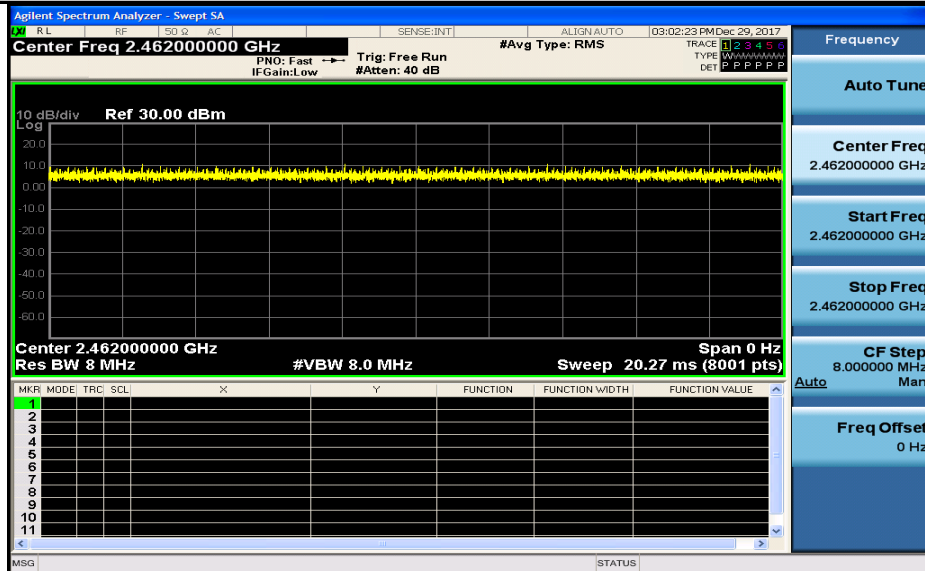 Agilent Spectrum Analyzer - Swept SA
LXI RL RF 50 Ω AC SENSE:INT ALIGN AUTO 03:02:23 PM Dec 29, 2017
Center Freq 2.462000000 GHz #Avg Type: RMS TRACE 1 2 3 4 5 6
PNO: Fast Trig: Free Run TYPE WWWWWW
IFGain:Low #Atten: 40 dB DET P P P P P P
10 dB/div Ref 30.00 dBm
Log
20.0
10.0
0.00
-10.0
-20.0
-30.0
-40.0
-50.0
-60.0
Center 2.462000000 GHz Span 0 Hz
Res BW 8 MHz #VBW 8.0 MHz Sweep 20.27 ms (8001 pts)
MKR MODE TRC SCL X Y FUNCTION FUNCTION WIDTH FUNCTION VALUE
1
2
3
4
5
6
7
8
9
10
11
MSG STATUS
Frequency
Auto Tune
Center Freq
2.462000000 GHz
Start Freq
2.462000000 GHz
Stop Freq
2.462000000 GHz
CF Step
8.000000 MHz
Auto Man
Freq Offset
0 Hz